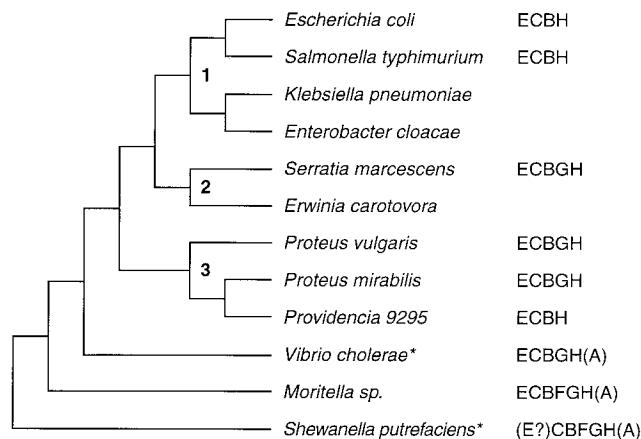 Escherichia coli ECBH
Salmonella typhimurium ECBH
1
Klebsiella pneumoniae
Enterobacter cloacae
Serratia marcescens ECBGH
2
Erwinia carotovora
Proteus vulgaris ECBGH
3
Proteus mirabilis ECBGH
Providencia 9295 ECBH
Vibrio cholerae* ECBGH(A)
Moritella sp. ECBFGH(A)
Shewanella putrefaciens* (E?)CBFGH(A)